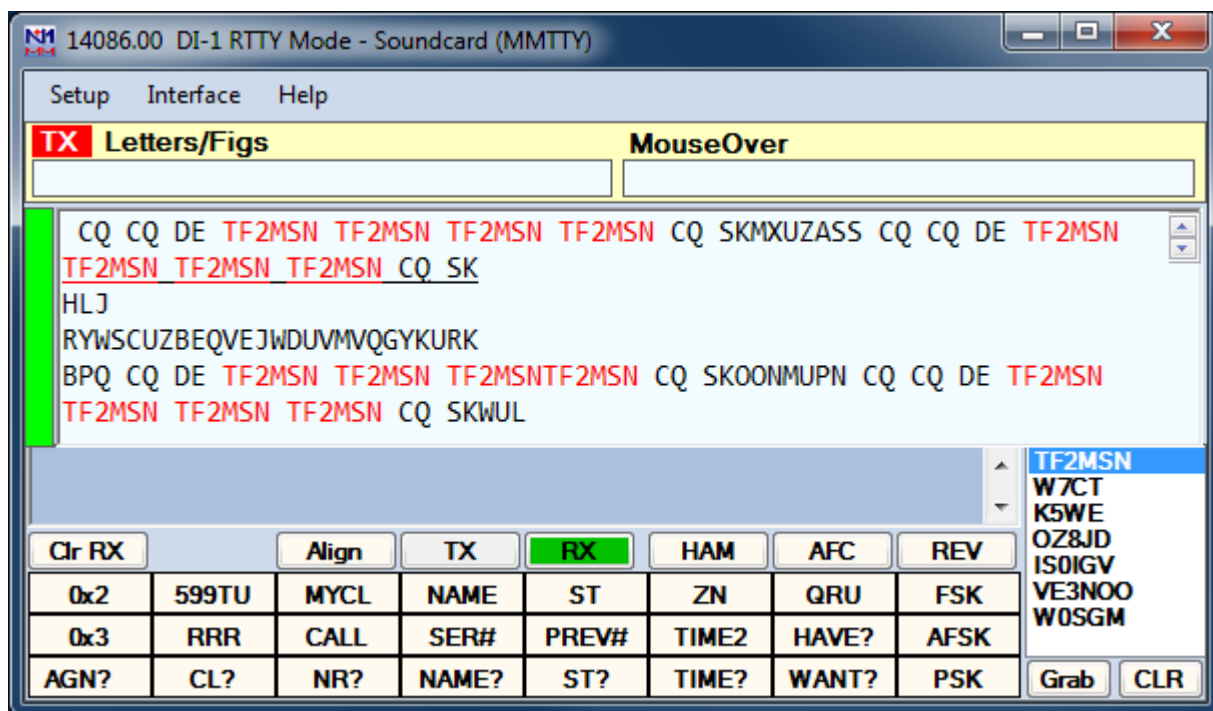 14086.00 DI-1 RTTY Mode - Soundcard (MMTTY)
Setup Interface Help
TX Letters/Figs MouseOver
CQ CQ DE TF2MSN TF2MSN TF2MSN TF2MSN CQ SKMXUZASS CQ CQ DE TF2MSN
TF2MSN TF2MSN TF2MSN CQ SK
HLJ
RYWSCUZBEQVEJWDUVMVQGYKURK
BPQ CQ DE TF2MSN TF2MSN TF2MSNTF2MSN CQ SKOONMUPN CQ CQ DE TF2MSN
TF2MSN TF2MSN TF2MSN CQ SKWUL
TF2MSN
W7CT
K5WE
OZ8JD
IS0IGV
VE3NOO
W0SGM
Clr RX Align TX RX HAM AFC REV
0x2 599TU MYCL NAME ST ZN QRU FSK
0x3 RRR CALL SER# PREV# TIME2 HAVE? AFSK
AGN? CL? NR? NAME? ST? TIME? WANT? PSK
Grab CLR